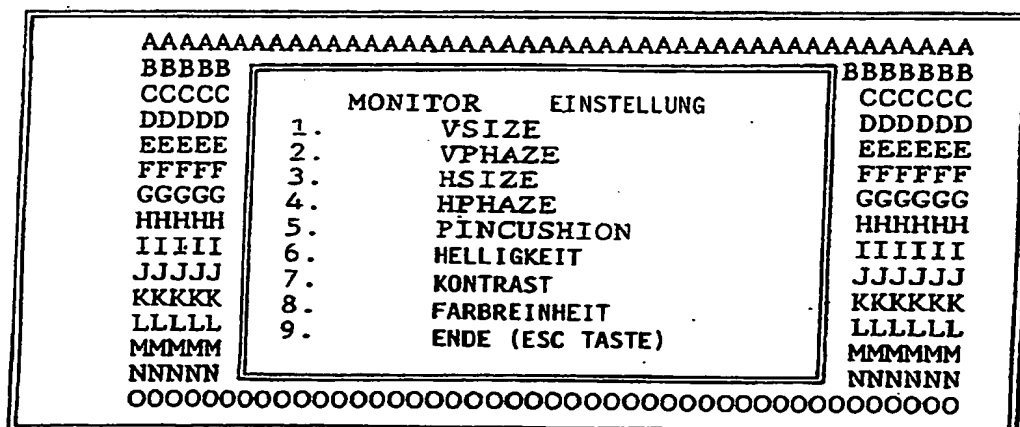 AAAAAAAAAAAAAAAAAAAAAAAAAAAAAAAAAAAAAA
BBBBB BBBBBBB
CCCCC MONITOR EINSTELLUNG CCCCCC
DDDDD 1. VSIZE DDDDDD
EEEEE 2. VPHAZE EEEEEE
FFFFF 3. HSIZE FFFFFF
GGGGG 4. HPHAZE GGGGGG
HHHHH 5. PINCUSHION HHHHHH
IIIII 6. HELLIGKEIT IIIIII
JJJJJ 7. KONTRAST JJJJJJ
KKKKK 8. FARBREINHEIT KKKKKK
LLLLL 9. ENDE (ESC TASTE) LLLLLL
MMMMM MMMMMM
NNNNN NNNNNN
OOOOOOOOOOOOOOOOOOOOOOOOOOOOOOOOOOOOOOOOOO